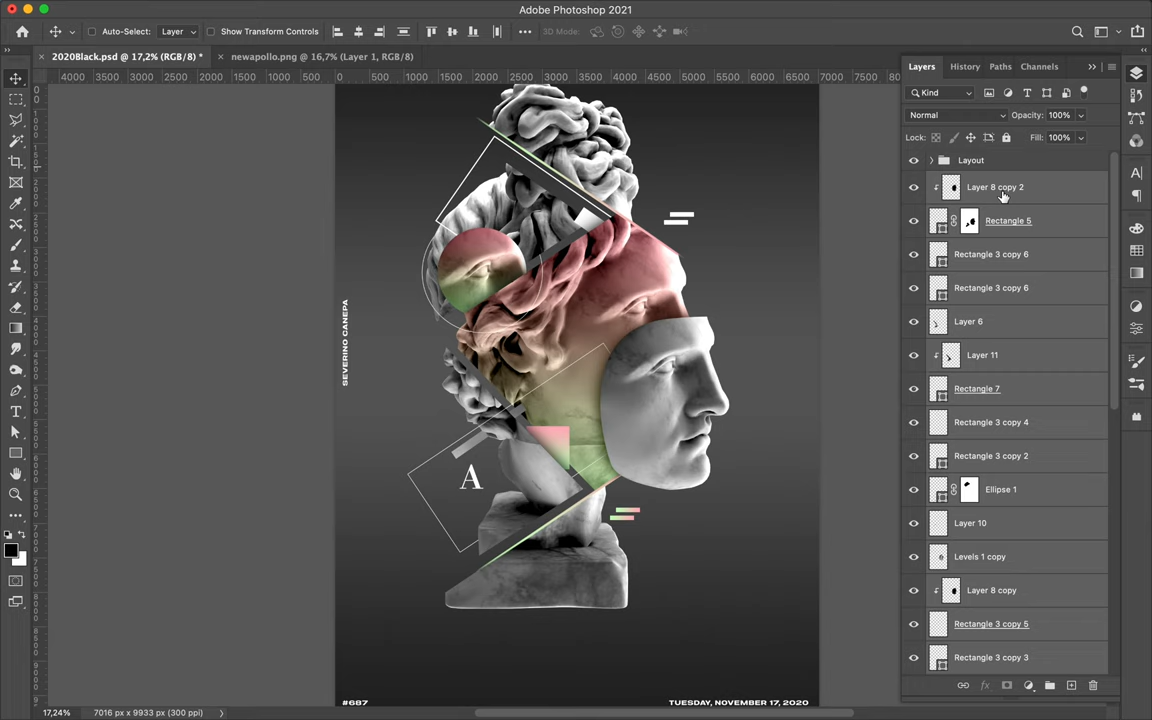 Adobe Photoshop 2021
Auto-Select:
Layer
Show Transform Controls
3D Mode:
2020Black.psd @ 17,2% (RGB/8) *
newapollo.png @ 16,7% (Layer 1, RGB/8)
4000 3500 3000 2500 2000 1500 1000 500 0 500 1000 1500 2000 2500 3000 3500 4000 4500 5000 5500 6000 6500 7000 7500 8000
Layers
History
Paths
Channels
Kind
Normal
Opacity: 100%
Lock:
Fill: 100%
Layout
Layer 8 copy 2
Rectangle 5
Rectangle 3 copy 6
Rectangle 3 copy 6
Layer 6
Layer 11
Rectangle 7
Rectangle 3 copy 4
Rectangle 3 copy 2
Ellipse 1
Layer 10
Levels 1 copy
Layer 8 copy
Rectangle 3 copy 5
Rectangle 3 copy 3
SEVERINO CANEPA
A
#687
TUESDAY, NOVEMBER 17, 2020
17,24%
7016 px x 9933 px (300 ppi)